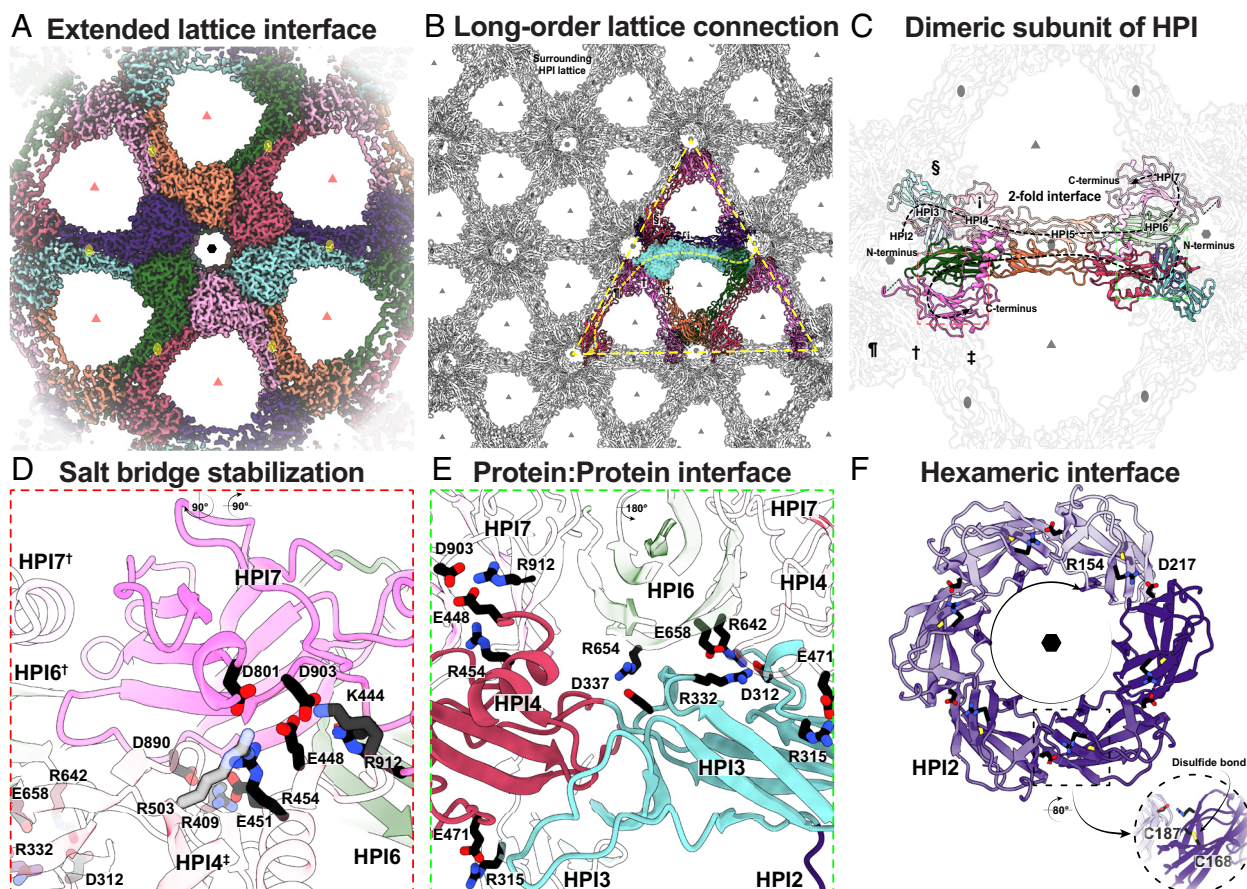 A Extended lattice interface
B Long-order lattice connection
Surrounding
HPI lattice
‡
C Dimeric subunit of HPI
§
i
C-terminus
HPI7
2-fold interface
HPI3
HPI4
HPI2
HPI5
HPI6
N-terminus
N-terminus
C-terminus
¶
†
‡
D Salt bridge stabilization
90°
90°
HPI7†
HPI7
HPI6†
D801
D903
K444
D890
E448
R912
R642
E658
R503
R454
R409
E451
R332
HPI4‡
HPI6
D312
E Protein:Protein interface
180°
HPI7
HPI7
D903
R912
HPI4
HPI6
E448
R642
E658
R654
E471
R454
D337
R332
D312
HPI4
R315
HPI3
E471
R315
HPI3
HPI2
F Hexameric interface
R154
D217
HPI2
Disulfide bond
80°
C187
C168